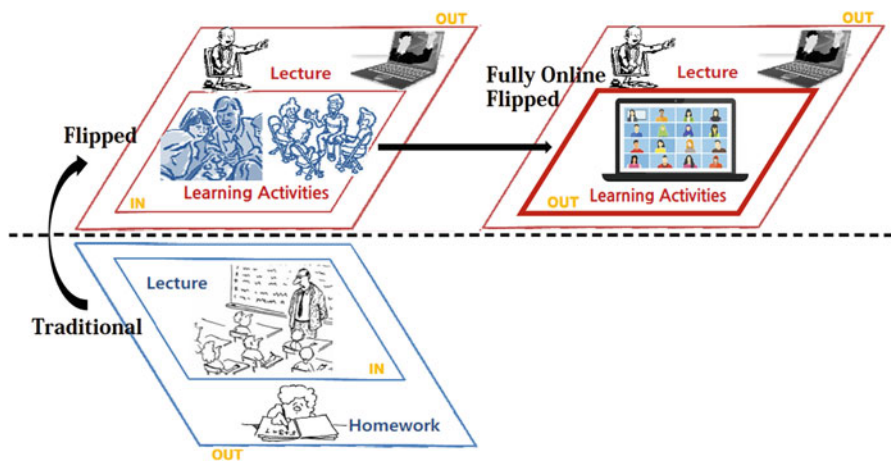 OUT
OUT
Lecture
Fully Online
Flipped
Lecture
Flipped
IN
Learning Activities
OUT
Learning Activities
Traditional
Lecture
IN
Homework
OUT